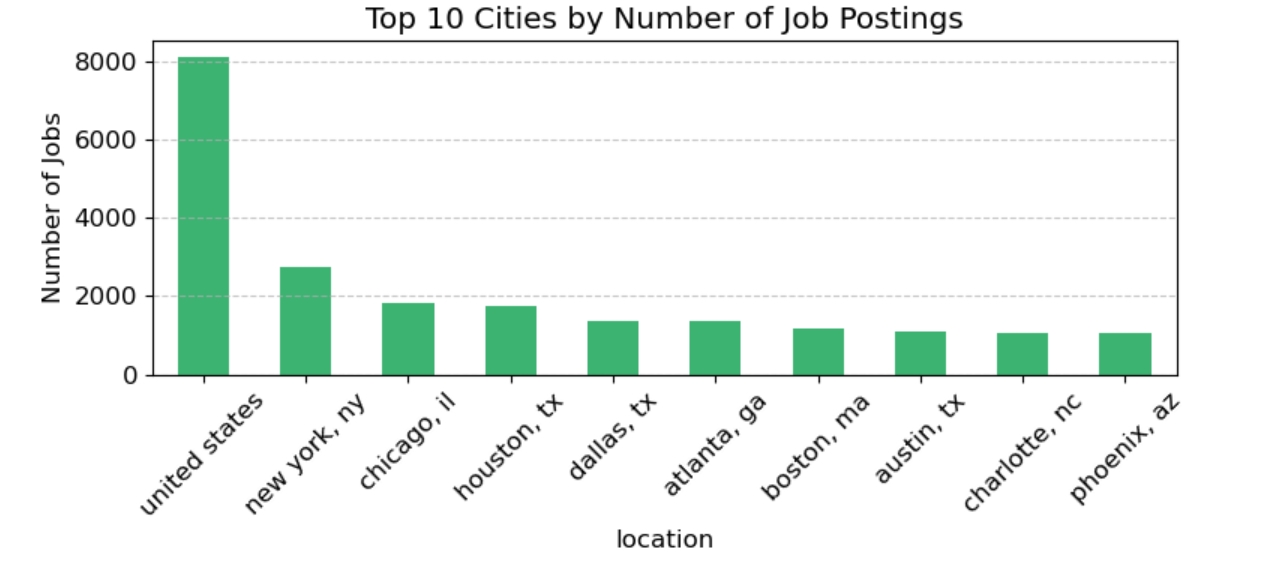 Top 10 Cities by Number of Job Postings
Number of Jobs
8000
6000
4000
2000
0
united states
new york, ny
chicago, il
houston, tx
dallas, tx
atlanta, ga
boston, ma
austin, tx
charlotte, nc
phoenix, az
location